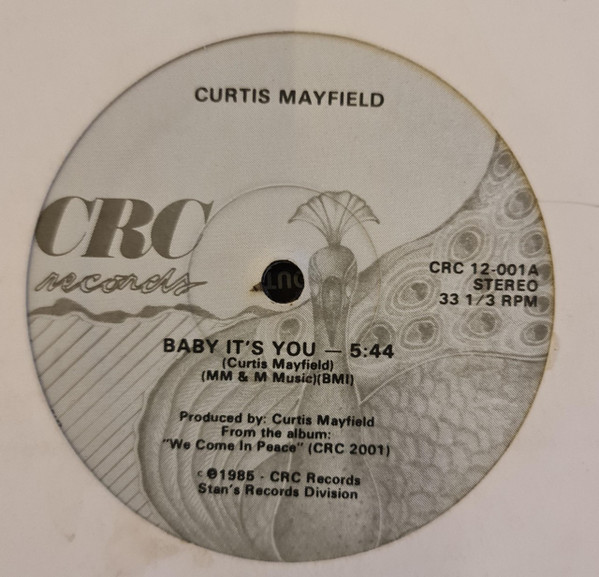 CURTIS MAYFIELD
CRC
records
CRC 12-001A
STEREO
33 1/3 RPM
BABY IT'S YOU — 5:44
(Curtis Mayfield)
(MM & M Music)(BMI)
Produced by: Curtis Mayfield
From the album:
"We Come In Peace" (CRC 2001)
© ℗1985 - CRC Records
Stan's Records Division